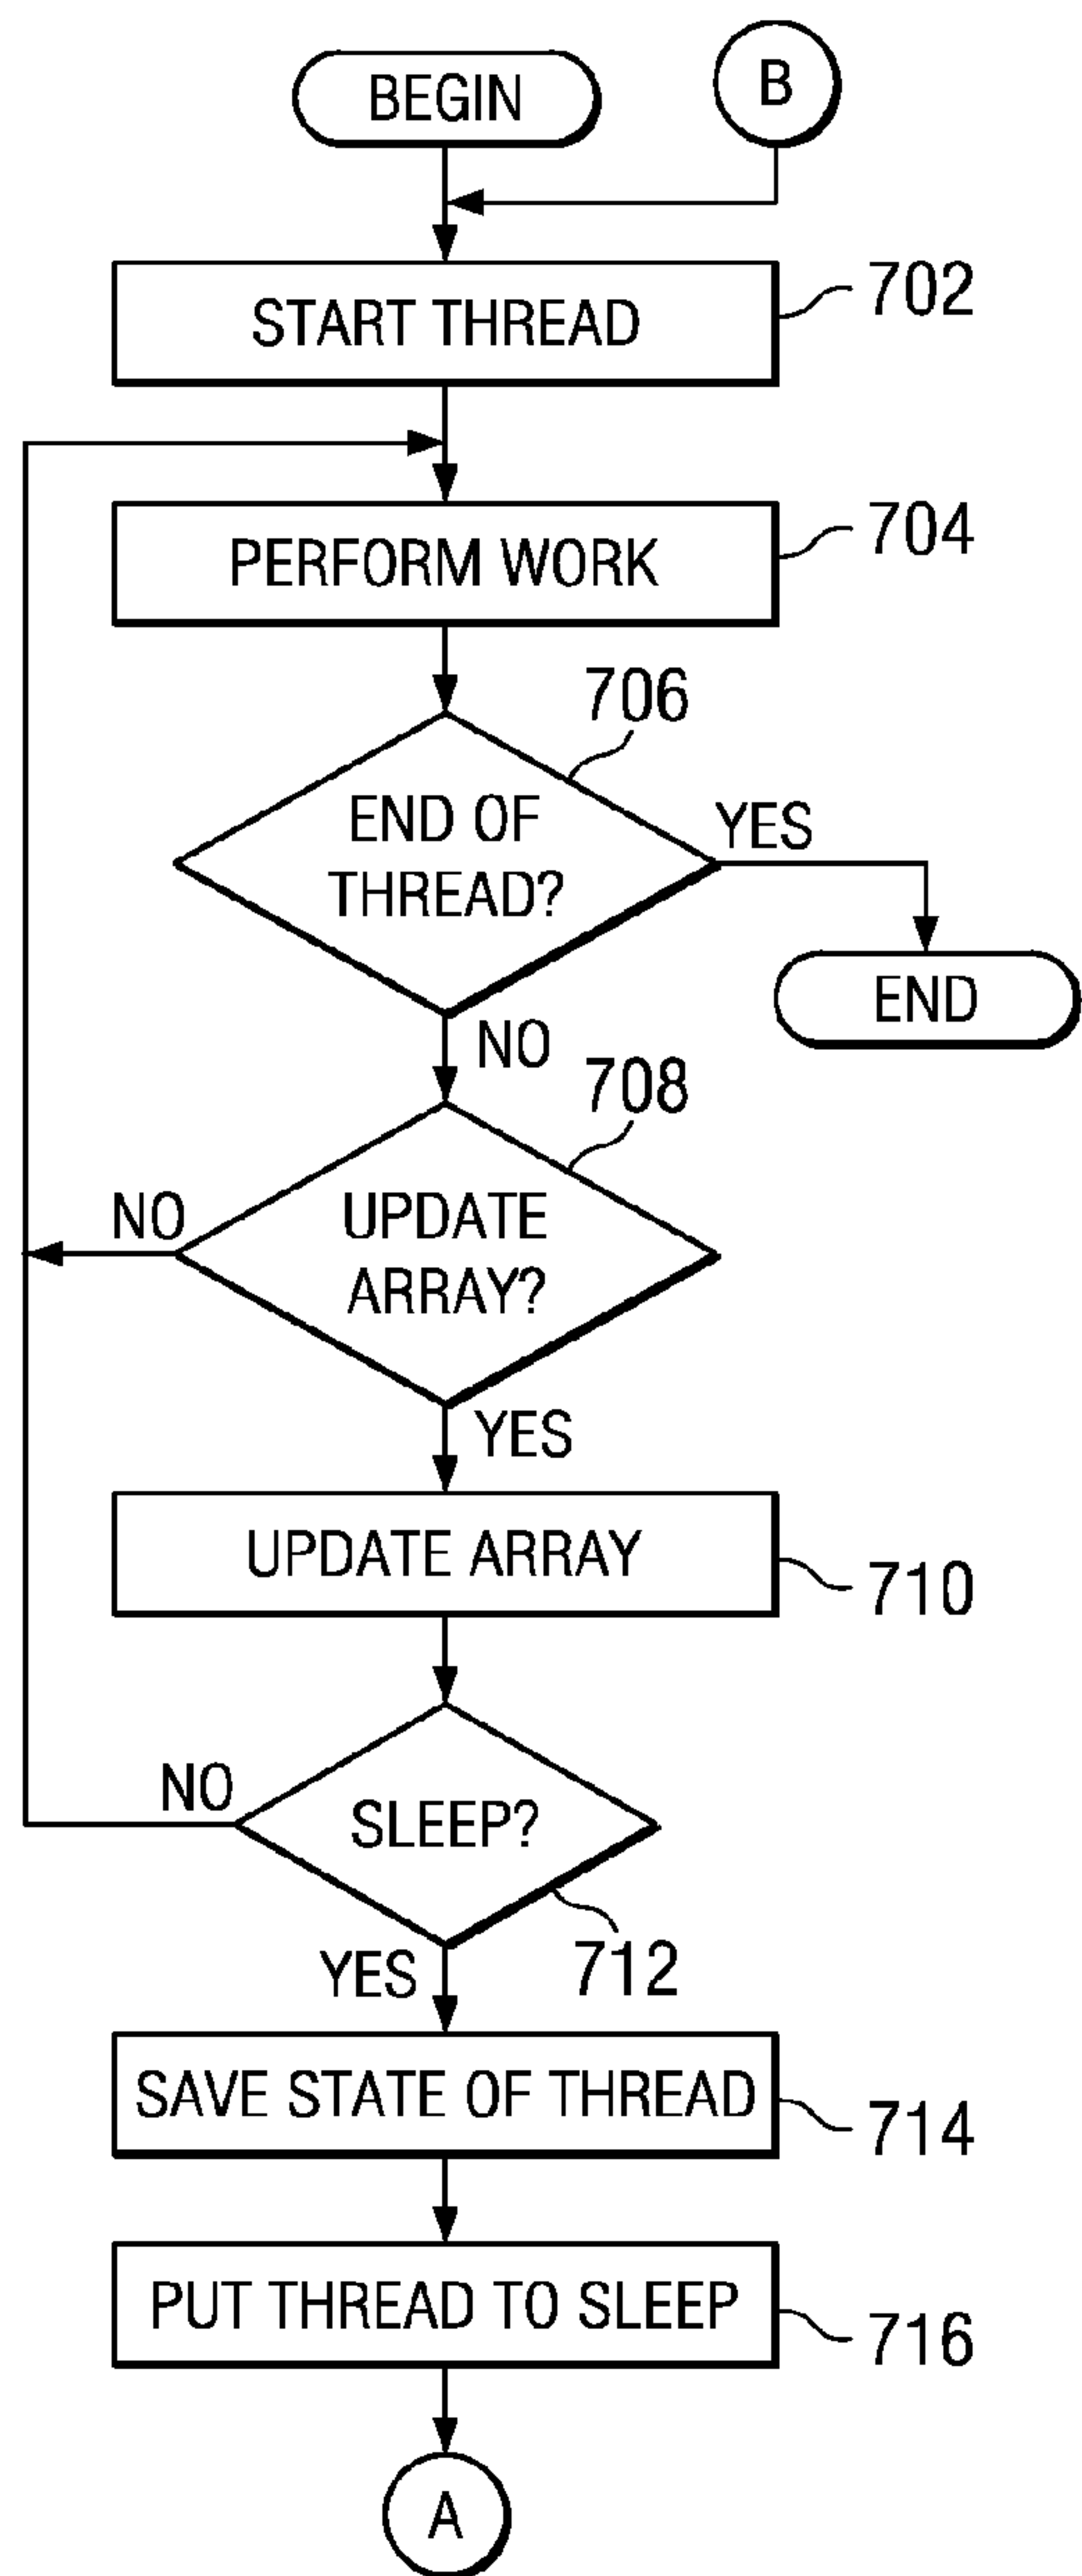 BEGIN
B
START THREAD
702
PERFORM WORK
704
706
END OF
THREAD?
YES
END
NO
708
NO
UPDATE
ARRAY?
YES
UPDATE ARRAY
710
NO
SLEEP?
712
YES
SAVE STATE OF THREAD
714
PUT THREAD TO SLEEP
716
A